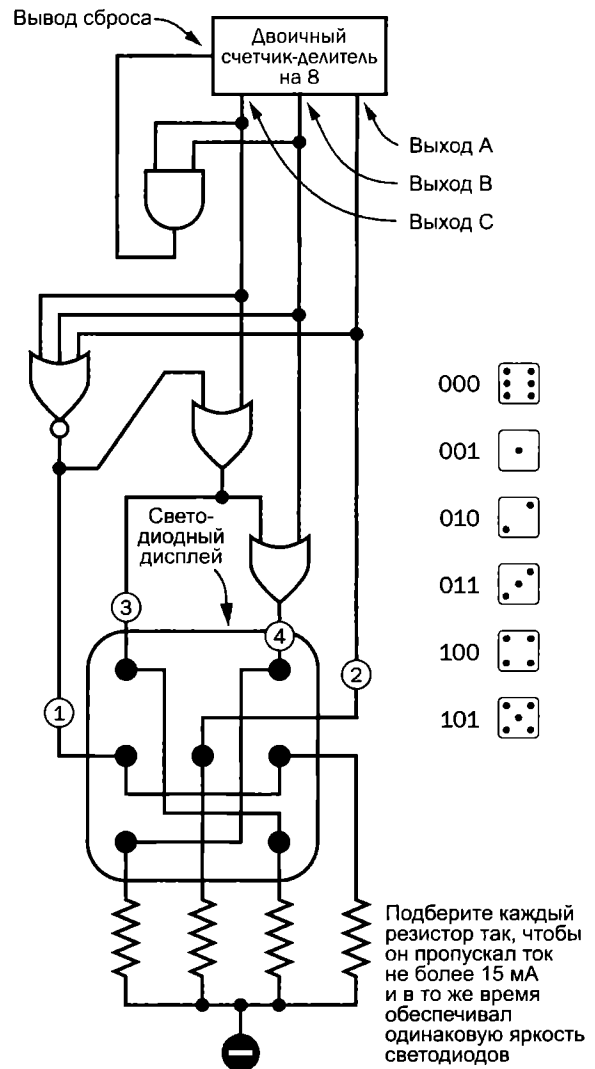 Вывод сброса
Двоичный
счетчик-делитель
на 8
Выход A
Выход B
Выход C
000
001
010
011
100
101
Свето-
диодный
дисплей
3
4
2
1
Подберите каждый
резистор так, чтобы
он пропускал ток
не более 15 мА
и в то же время
обеспечивал
одинаковую яркость
светодиодов